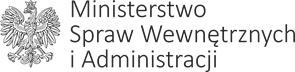 Ministerstwo
Spraw Wewnętrznych
i Administracji